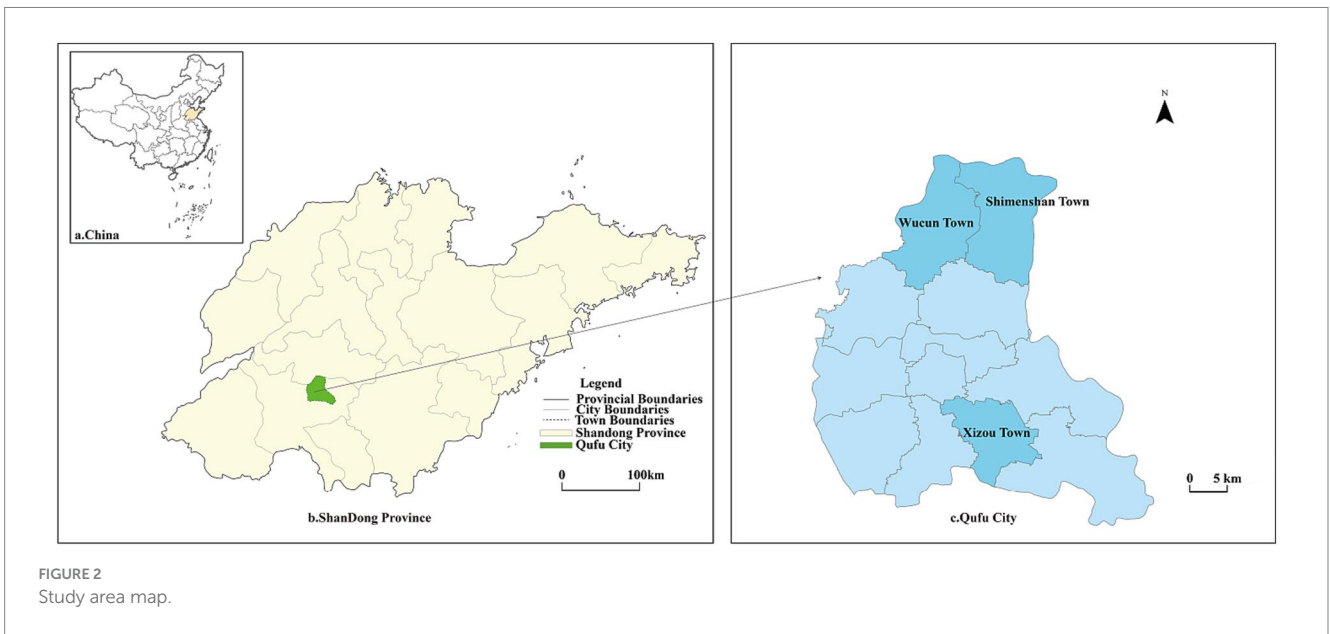 a.China
Legend
Provincial Boundaries
City Boundaries
Town Boundaries
Shandong Province
Qufu City
0 100km
b.ShanDong Province
N
Shimenshan Town
Wucun Town
Xizou Town
0 5 km
c.Qufu City
FIGURE 2
Study area map.